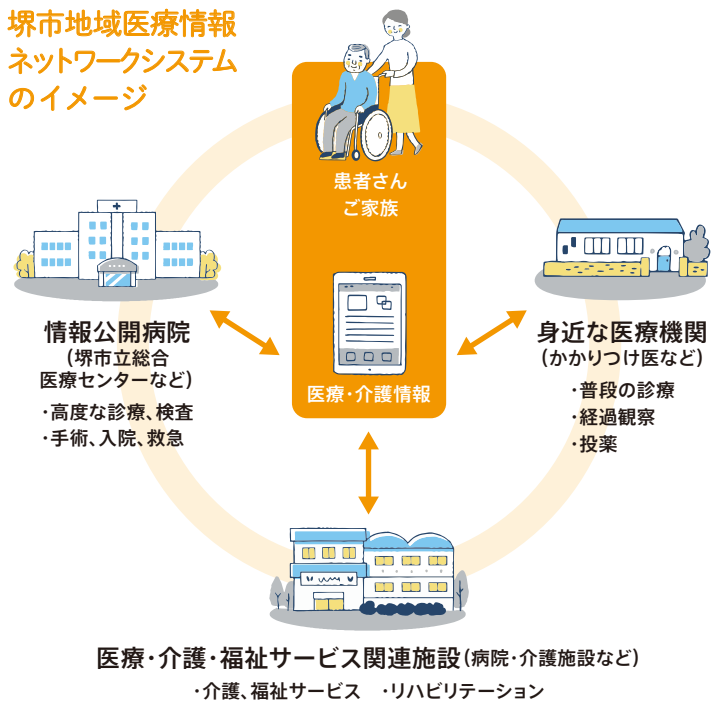 堺市地域医療情報
ネットワークシステム
のイメージ
患者さん
ご家族
医療・介護情報
情報公開病院
(堺市立総合
医療センターなど)
・高度な診療、検査
・手術、入院、救急
身近な医療機関
(かかりつけ医など)
・普段の診療
・経過観察
・投薬
医療・介護・福祉サービス関連施設(病院・介護施設など)
・介護、福祉サービス　・リハビリテーション